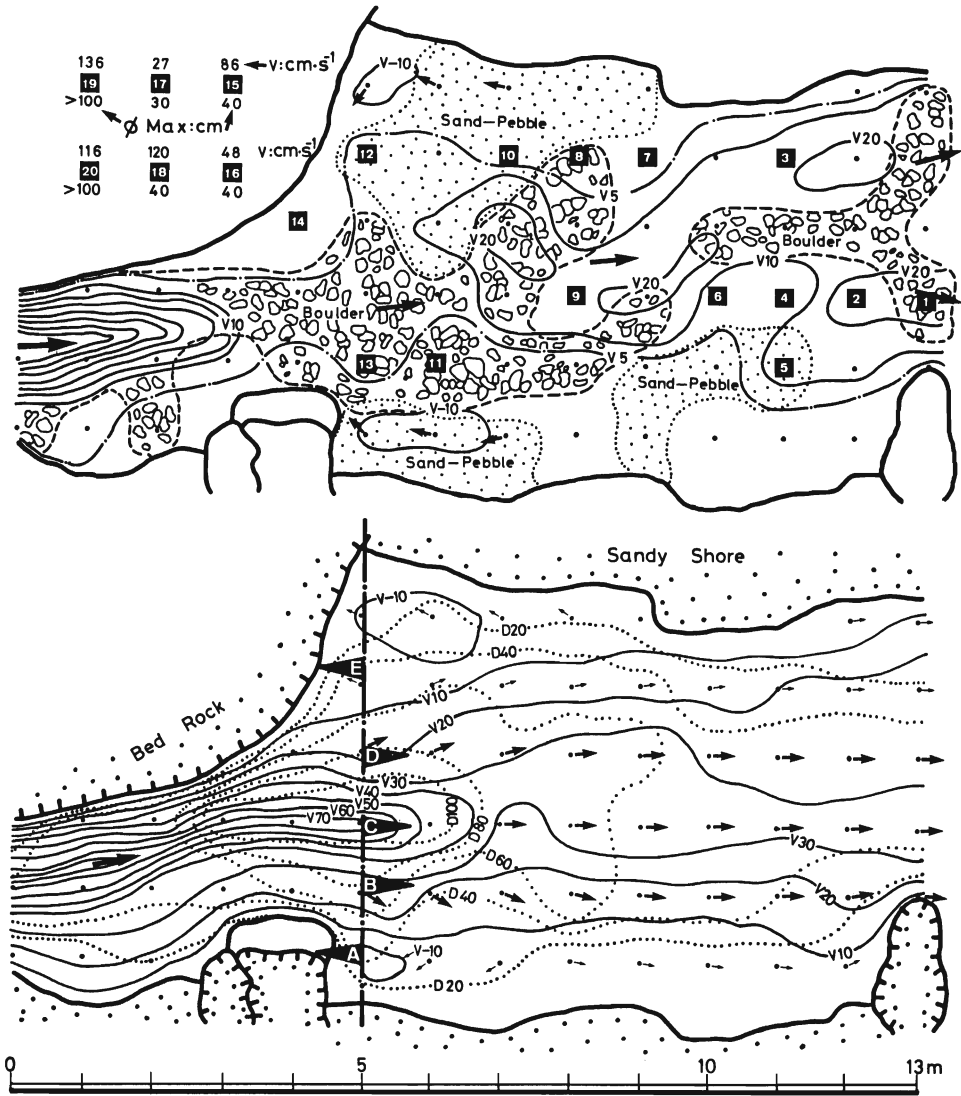 136 27 86 v:cm·s⁻¹
19 17 15
>100 30 40
φ Max:cm
116 120 48 v:cm·s⁻¹
20 18 16
>100 40 40
V-10
Sand-Pebble
12 10 8 7 3 V20
V5
14
V20
Boulder
V10
V20
9 V20 6 4 2 1
Boulder
V10
V5
13 11 5
Sand-Pebble
V-10
Sand-Pebble
Sandy Shore
V-10
D20
D40
E
V10
Bed Rock
V20
D
V30
V40
V50
V60
V70
C
D100
D80
V30
D60
B
D40
V20
V-10
V10
A
D20
0 5 10 13m